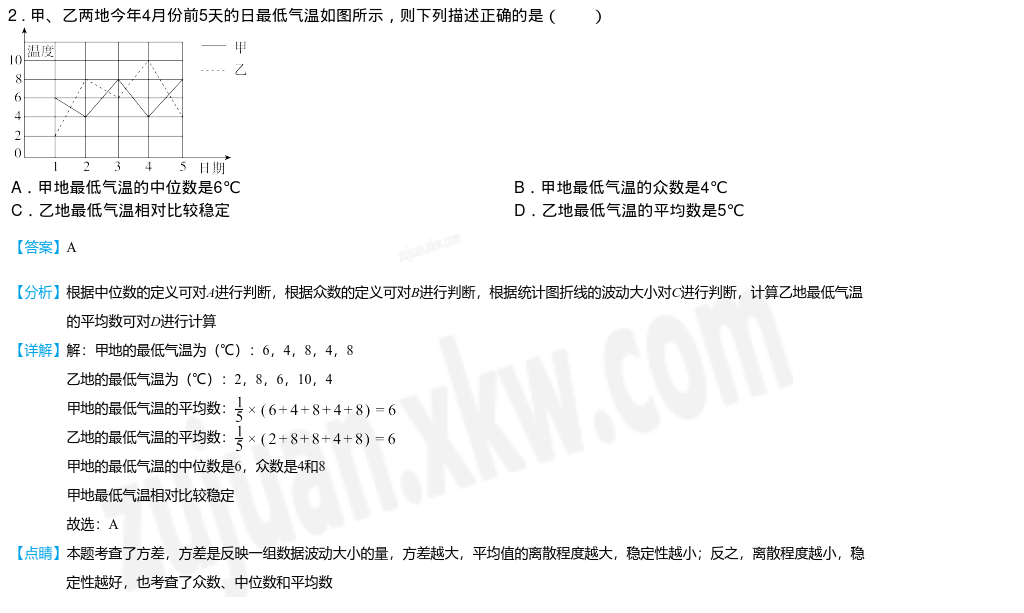 2．甲、乙两地今年4月份前5天的日最低气温如图所示，则下列描述正确的是（　　）
温度
甲
乙
10
8
6
4
2
0
1 2 3 4 5 日期
A．甲地最低气温的中位数是6℃ B．甲地最低气温的众数是4℃
C．乙地最低气温相对比较稳定 D．乙地最低气温的平均数是5℃
【答案】A
zujuan.xkw.com
【分析】根据中位数的定义可对A进行判断，根据众数的定义可对B进行判断，根据统计图折线的波动大小对C进行判断，计算乙地最低气温
的平均数可对D进行计算
【详解】解：甲地的最低气温为（℃）：6，4，8，4，8
乙地的最低气温为（℃）：2，8，6，10，4
甲地的最低气温的平均数：1/5 ×（6+4+8+4+8）=6
乙地的最低气温的平均数：1/5 ×（2+8+8+4+8）=6
甲地的最低气温的中位数是6，众数是4和8
甲地最低气温相对比较稳定
故选：A
【点睛】本题考查了方差，方差是反映一组数据波动大小的量，方差越大，平均值的离散程度越大，稳定性越小；反之，离散程度越小，稳
定性越好，也考查了众数、中位数和平均数
zujuan.xkw.com